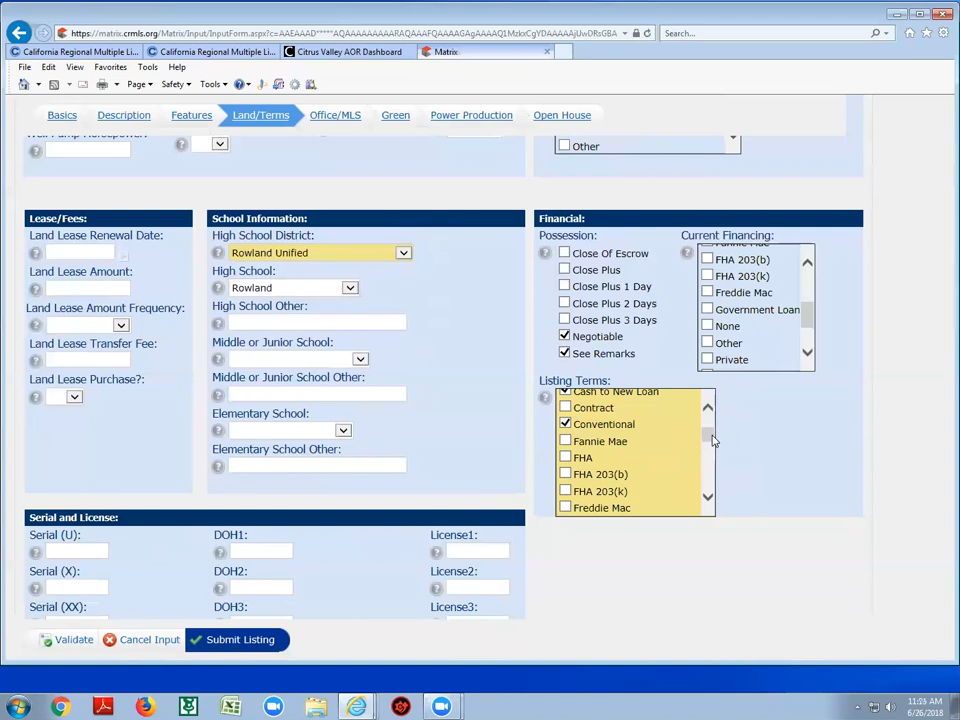 https://matrix.crmls.org/Matrix/Input/InputForm.aspx?c=AAEAAAD*****AQAAAAAAAAARAQAAAFQAAAAGAgAAAAQ1MzkxCgYDAAAAAAjUwDRsGBA
Search...
California Regional Multiple Li...
California Regional Multiple Li...
Citrus Valley AOR Dashboard
Matrix
File Edit View Favorites Tools Help
Page Safety Tools
Basics Description Features Land/Terms Office/MLS Green Power Production Open House
Well Pump Horsepower:
Other
Lease/Fees:
Land Lease Renewal Date:
Land Lease Amount:
Land Lease Amount Frequency:
Land Lease Transfer Fee:
Land Lease Purchase?:
School Information:
High School District:
Rowland Unified
High School:
Rowland
High School Other:
Middle or Junior School:
Middle or Junior School Other:
Elementary School:
Elementary School Other:
Financial:
Possession:
Close Of Escrow
Close Plus
Close Plus 1 Day
Close Plus 2 Days
Close Plus 3 Days
Negotiable
See Remarks
Current Financing:
Fannie Mae
FHA 203(b)
FHA 203(k)
Freddie Mac
Government Loan
None
Other
Private
Listing Terms:
Cash to New Loan
Contract
Conventional
Fannie Mae
FHA
FHA 203(b)
FHA 203(k)
Freddie Mac
Serial and License:
Serial (U):
DOH1:
License1:
Serial (X):
DOH2:
License2:
Serial (XX):
DOH3:
License3:
Validate
Cancel Input
Submit Listing
6/26/2018